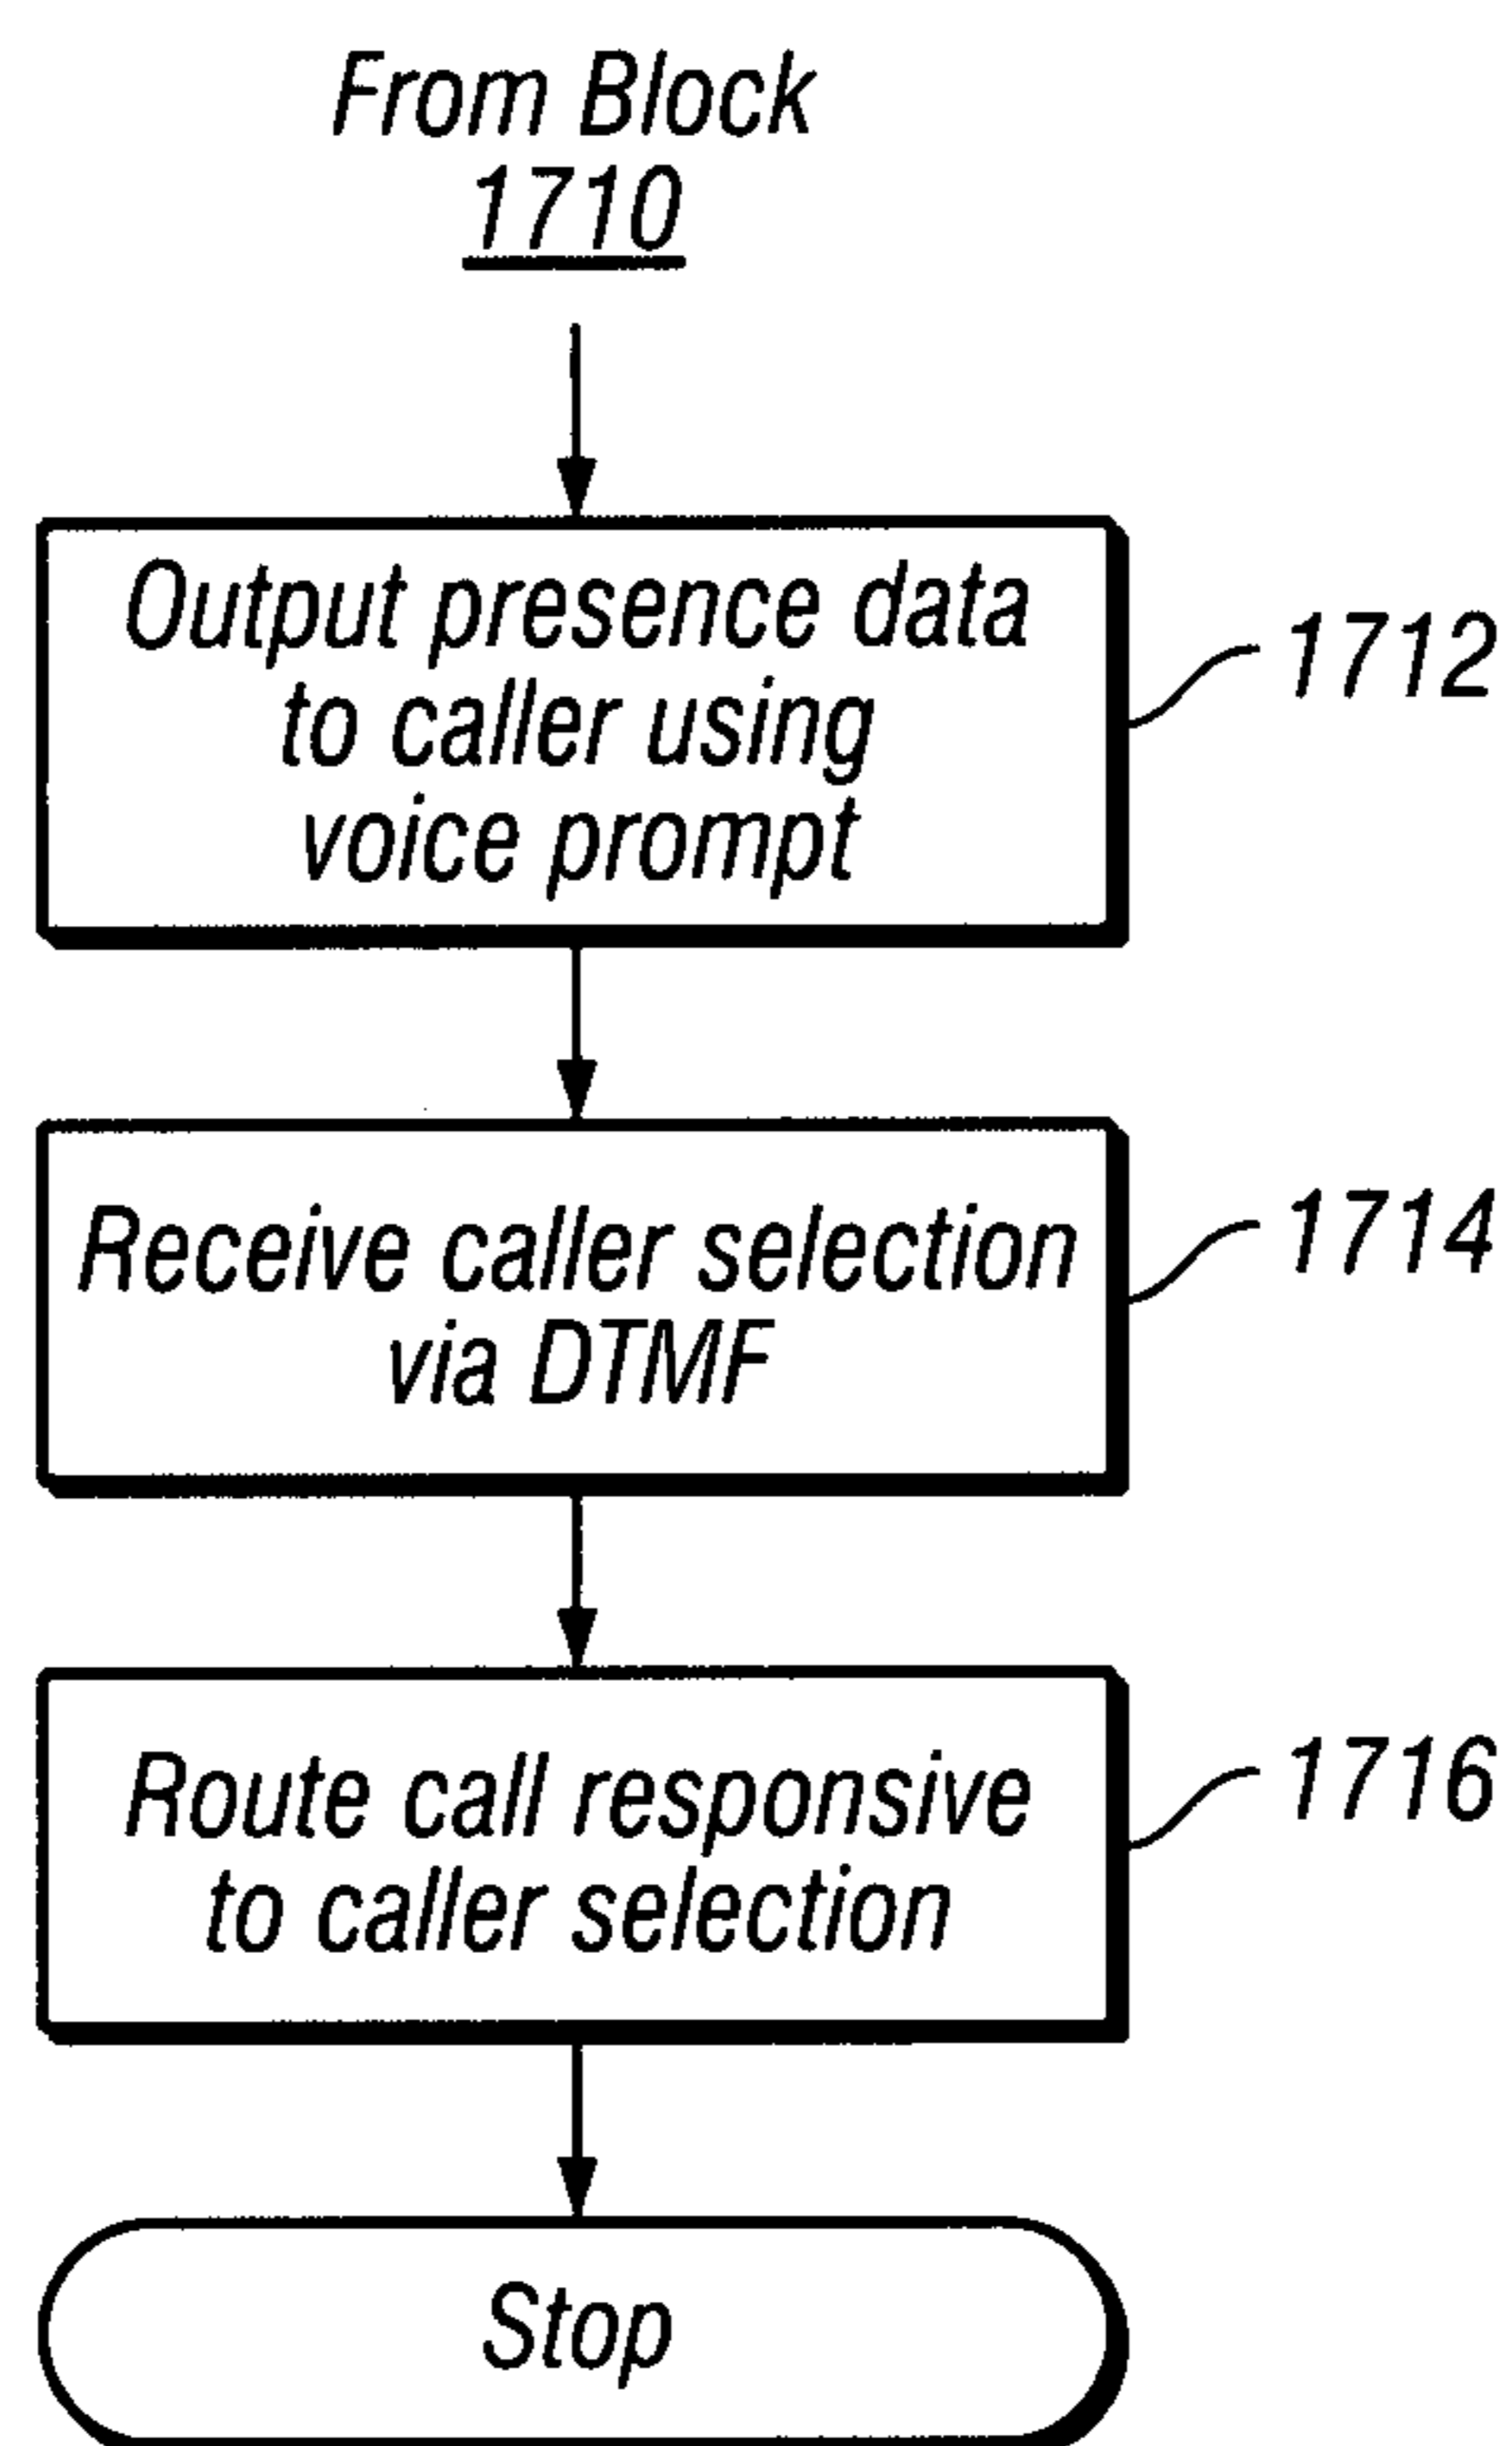 From Block
1710
Output presence data
to caller using
voice prompt
1712
Receive caller selection
via DTMF
1714
Route call responsive
to caller selection
1716
Stop